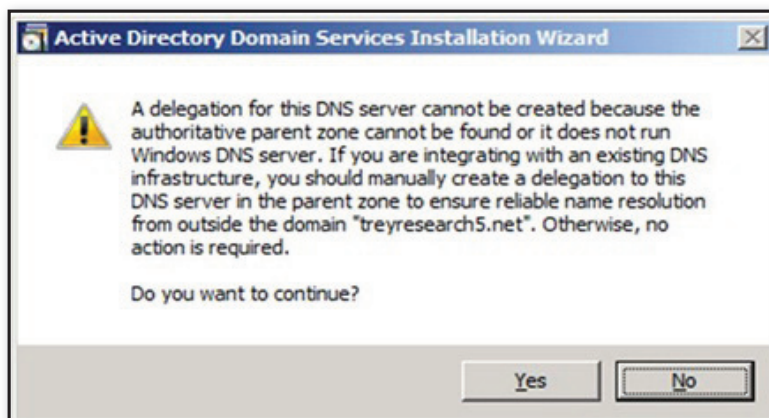 Active Directory Domain Services Installation Wizard
A delegation for this DNS server cannot be created because the
authoritative parent zone cannot be found or it does not run
Windows DNS server. If you are integrating with an existing DNS
infrastructure, you should manually create a delegation to this
DNS server in the parent zone to ensure reliable name resolution
from outside the domain "treyresearch5.net". Otherwise, no
action is required.
Do you want to continue?
Yes No